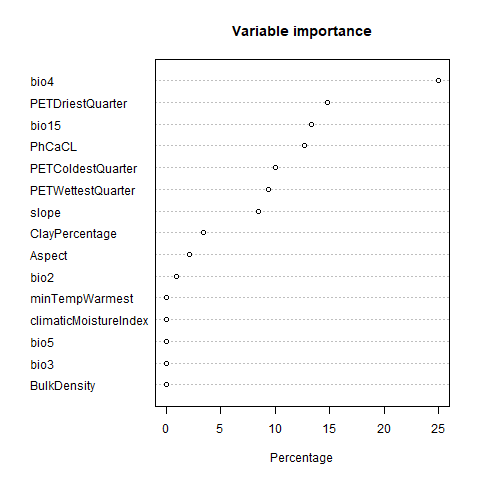 Variable importance
bio4
PETDriestQuarter
bio15
PhCaCL
PETColdestQuarter
PETWettestQuarter
slope
ClayPercentage
Aspect
bio2
minTempWarmest
climaticMoistureIndex
bio5
bio3
BulkDensity
0 5 10 15 20 25
Percentage